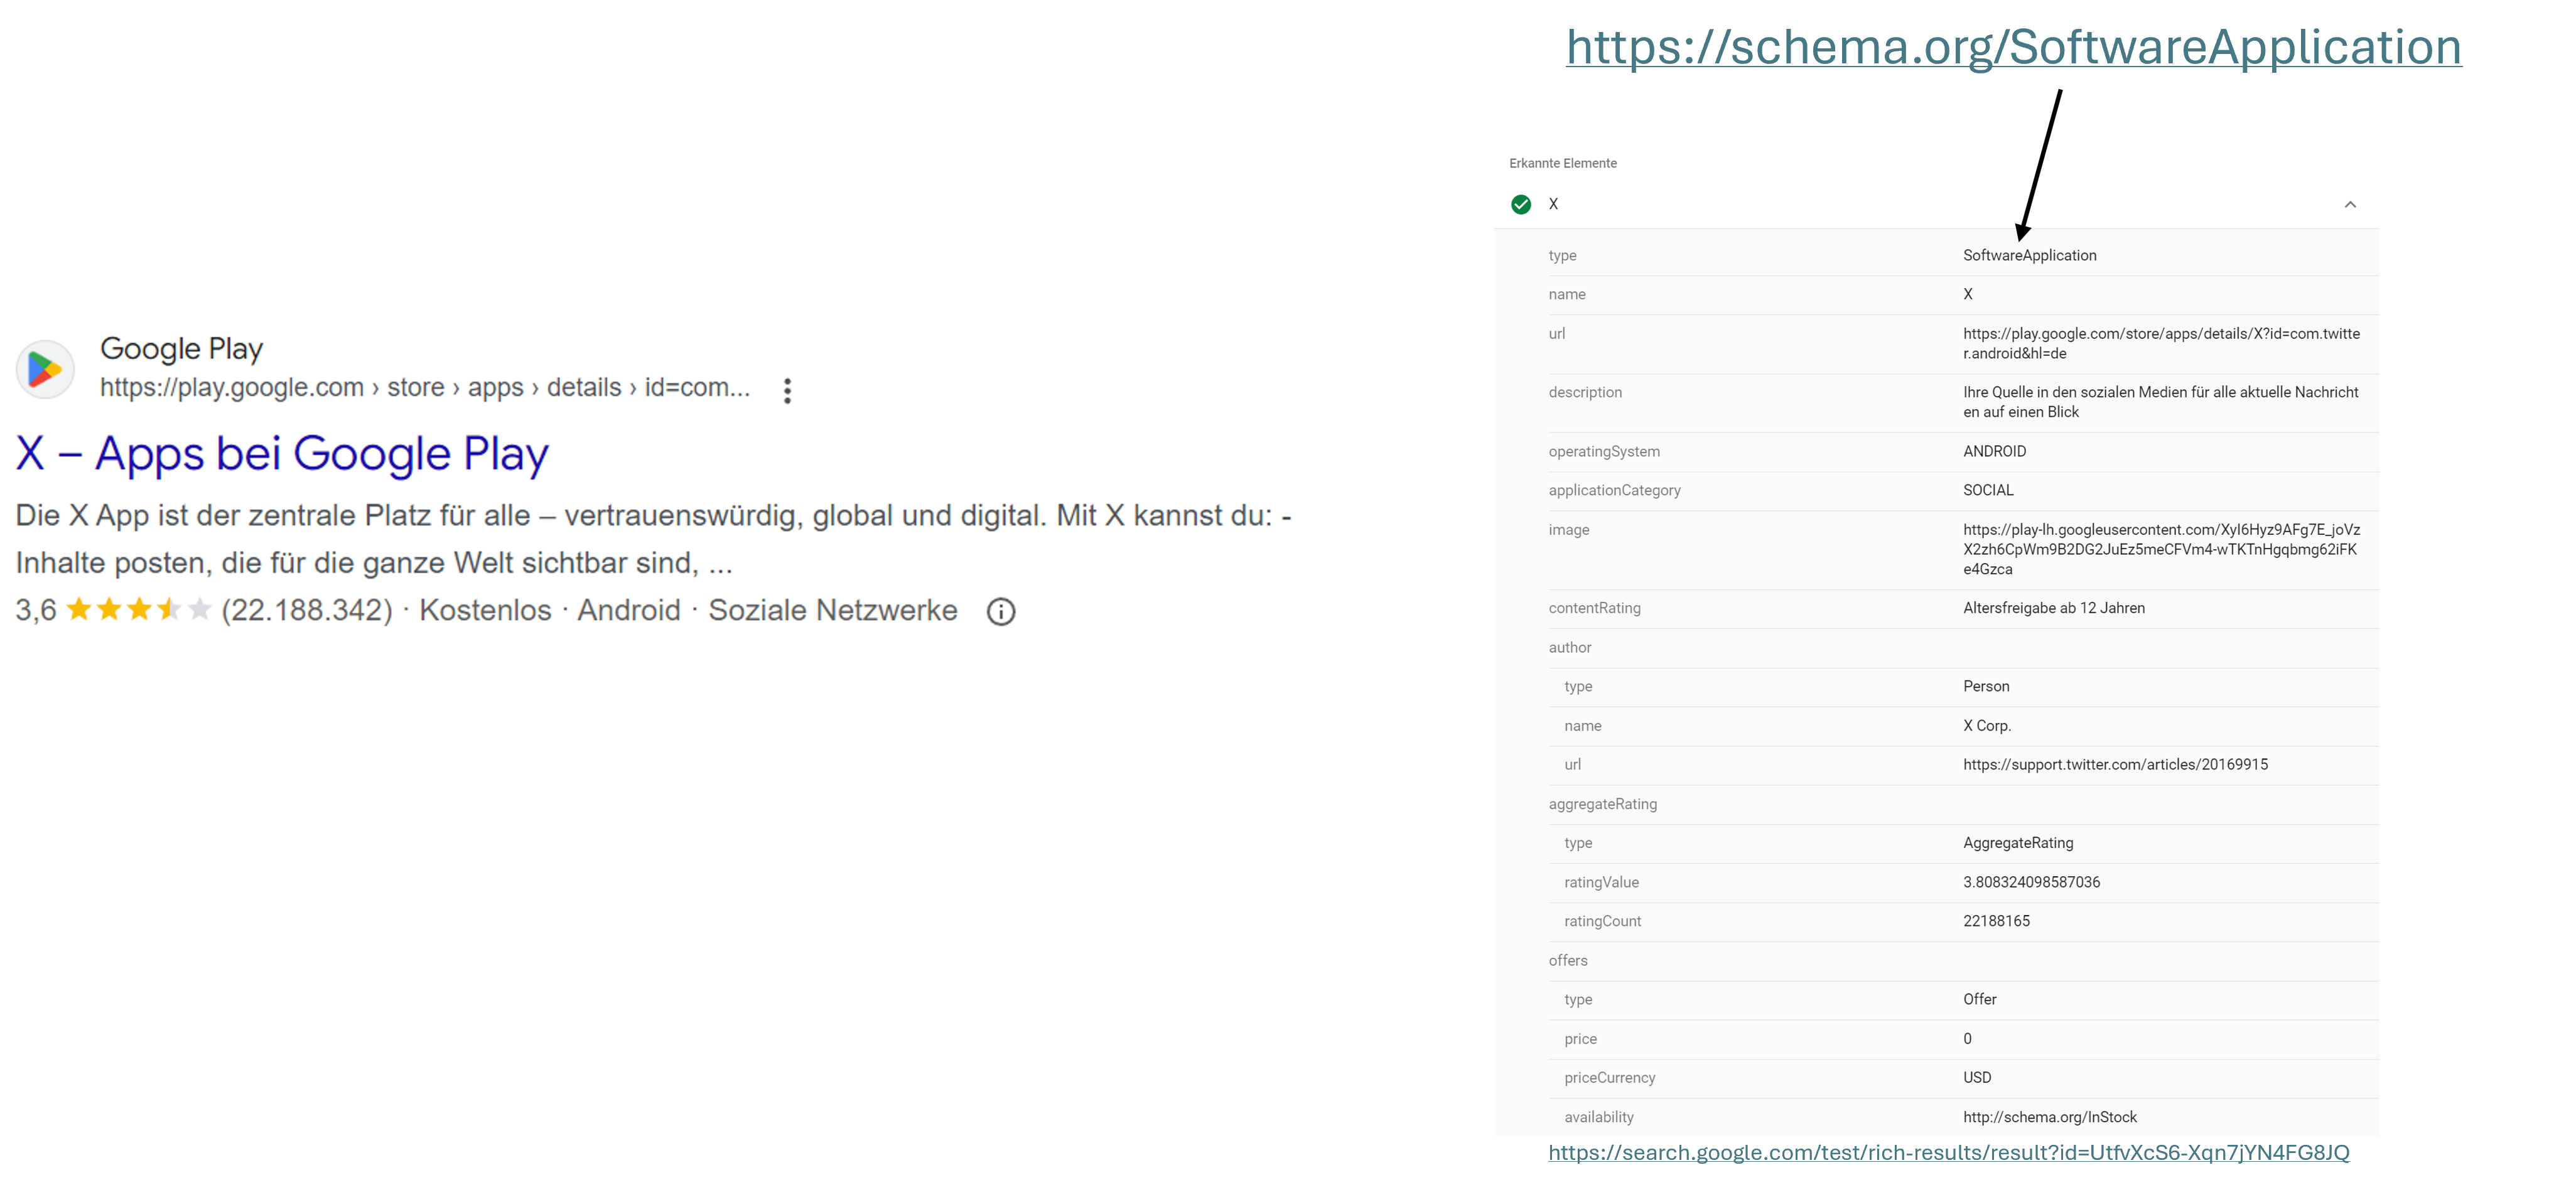 https://schema.org/SoftwareApplication
Google Play
https://play.google.com › store › apps › details › id=com...
X – Apps bei Google Play
Die X App ist der zentrale Platz für alle – vertrauenswürdig, global und digital. Mit X kannst du: -
Inhalte posten, die für die ganze Welt sichtbar sind, ...
3,6 (22.188.342) · Kostenlos · Android · Soziale Netzwerke
Erkannte Elemente
X
type SoftwareApplication
name X
url https://play.google.com/store/apps/details/X?id=com.twitte
r.android&hl=de
description Ihre Quelle in den sozialen Medien für alle aktuelle Nachricht
en auf einen Blick
operatingSystem ANDROID
applicationCategory SOCIAL
image https://play-lh.googleusercontent.com/XyI6Hyz9AFg7E_joVz
X2zh6CpWm9B2DG2JuEz5meCFVm4-wTKTnHgqbmg62iFK
e4Gzca
contentRating Altersfreigabe ab 12 Jahren
author
type Person
name X Corp.
url https://support.twitter.com/articles/20169915
aggregateRating
type AggregateRating
ratingValue 3.808324098587036
ratingCount 22188165
offers
type Offer
price 0
priceCurrency USD
availability http://schema.org/InStock
https://search.google.com/test/rich-results/result?id=UtfvXcS6-Xqn7jYN4FG8JQ